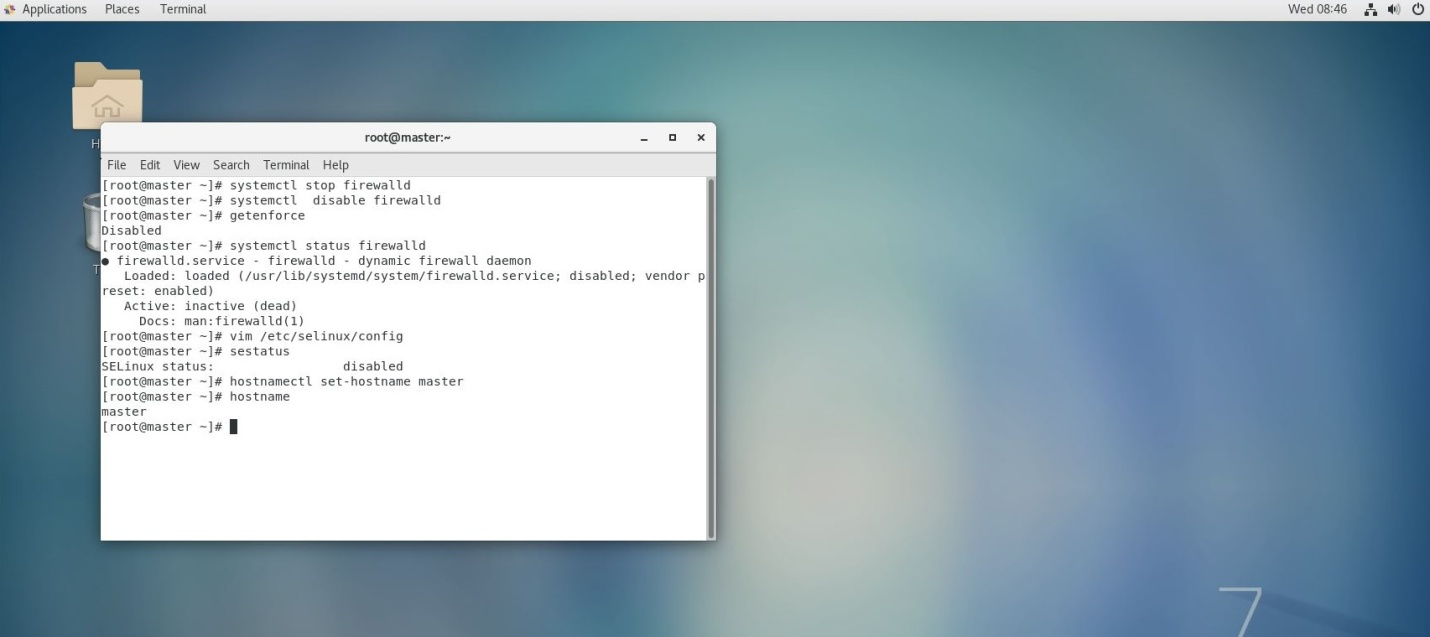 Applications Places Terminal
Wed 08:46
H
T
root@master:~
File Edit View Search Terminal Help
[root@master ~]# systemctl stop firewalld
[root@master ~]# systemctl  disable firewalld
[root@master ~]# getenforce
Disabled
[root@master ~]# systemctl status firewalld
● firewalld.service - firewalld - dynamic firewall daemon
   Loaded: loaded (/usr/lib/systemd/system/firewalld.service; disabled; vendor p
reset: enabled)
   Active: inactive (dead)
     Docs: man:firewalld(1)
[root@master ~]# vim /etc/selinux/config
[root@master ~]# sestatus
SELinux status:                 disabled
[root@master ~]# hostnamectl set-hostname master
[root@master ~]# hostname
master
[root@master ~]#
7